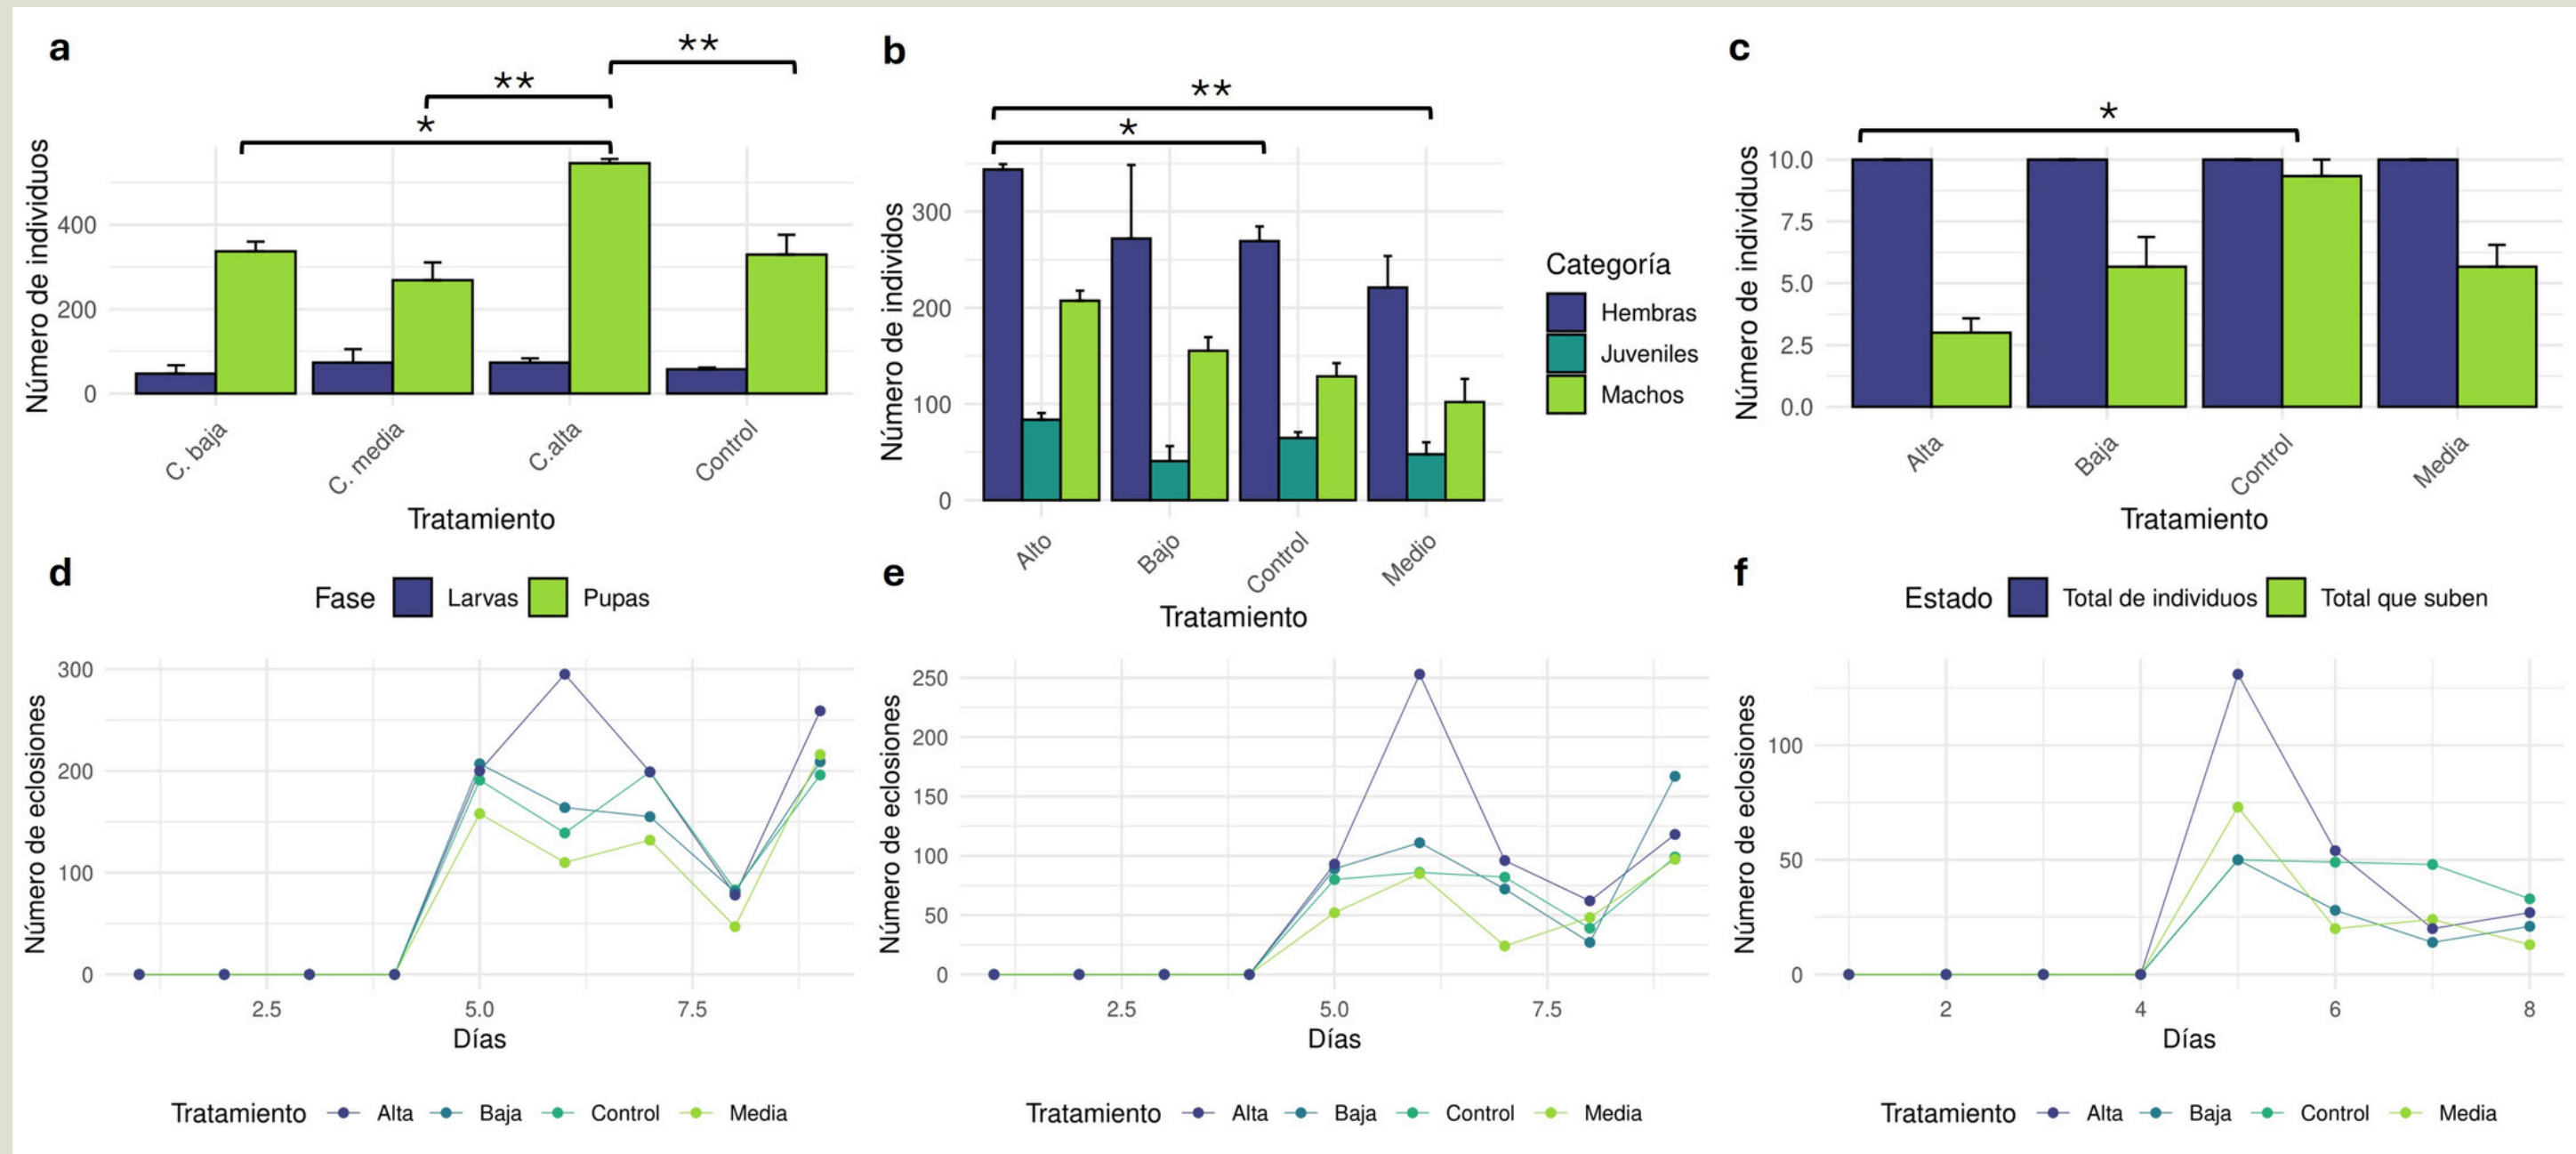 a
**
**
*
Número de individuos
400
200
0
C. baja
C. media
C.alta
Control
Tratamiento
Fase
Larvas
Pupas
b
**
*
Número de individos
300
200
100
0
Alto
Bajo
Control
Medio
Tratamiento
Categoría
Hembras
Juveniles
Machos
c
*
Número de individuos
10.0
7.5
5.0
2.5
0.0
Alta
Baja
Control
Media
Tratamiento
Estado
Total de individuos
Total que suben
d
Número de eclosiones
300
200
100
0
2.5
5.0
7.5
Días
Tratamiento
Alta
Baja
Control
Media
e
Número de eclosiones
250
200
150
100
50
0
2.5
5.0
7.5
Días
Tratamiento
Alta
Baja
Control
Media
f
Número de eclosiones
100
50
0
2
4
6
8
Días
Tratamiento
Alta
Baja
Control
Media